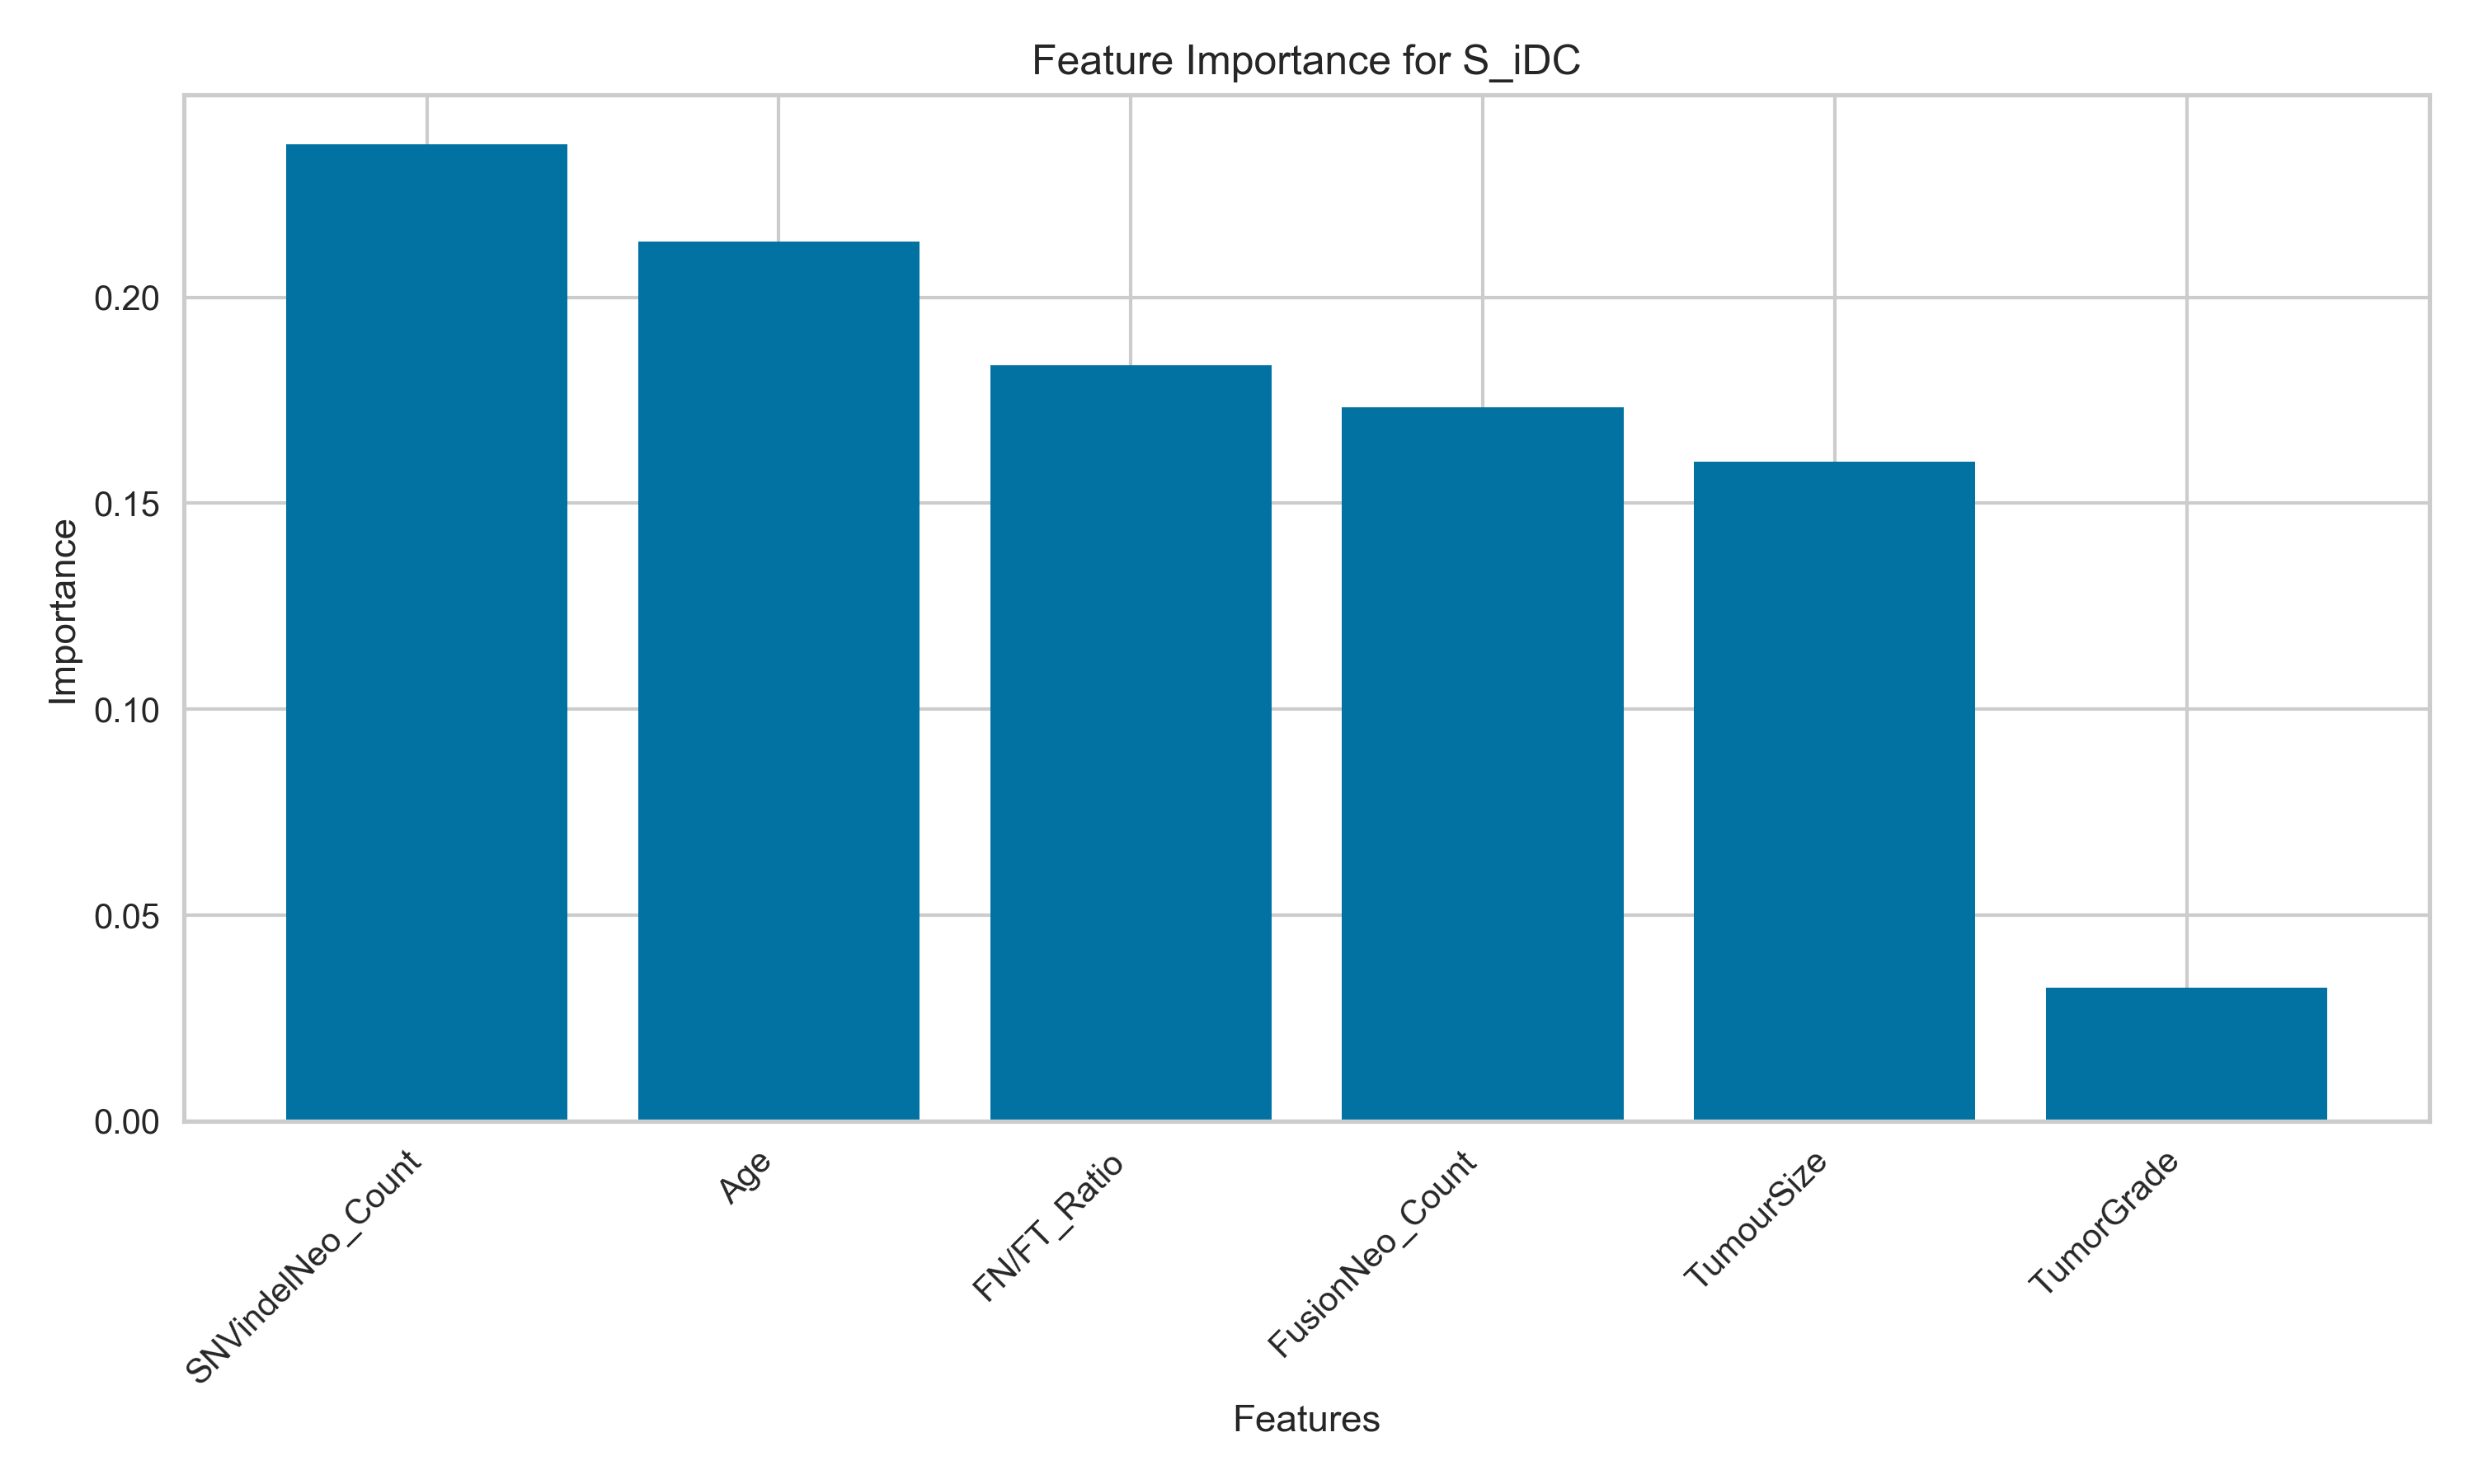 Feature Importance for S_iDC
Importance
0.20
0.15
0.10
0.05
0.00
SNVindelNeo_Count
Age
FN/FT_Ratio
FusionNeo_Count
TumourSize
TumorGrade
Features